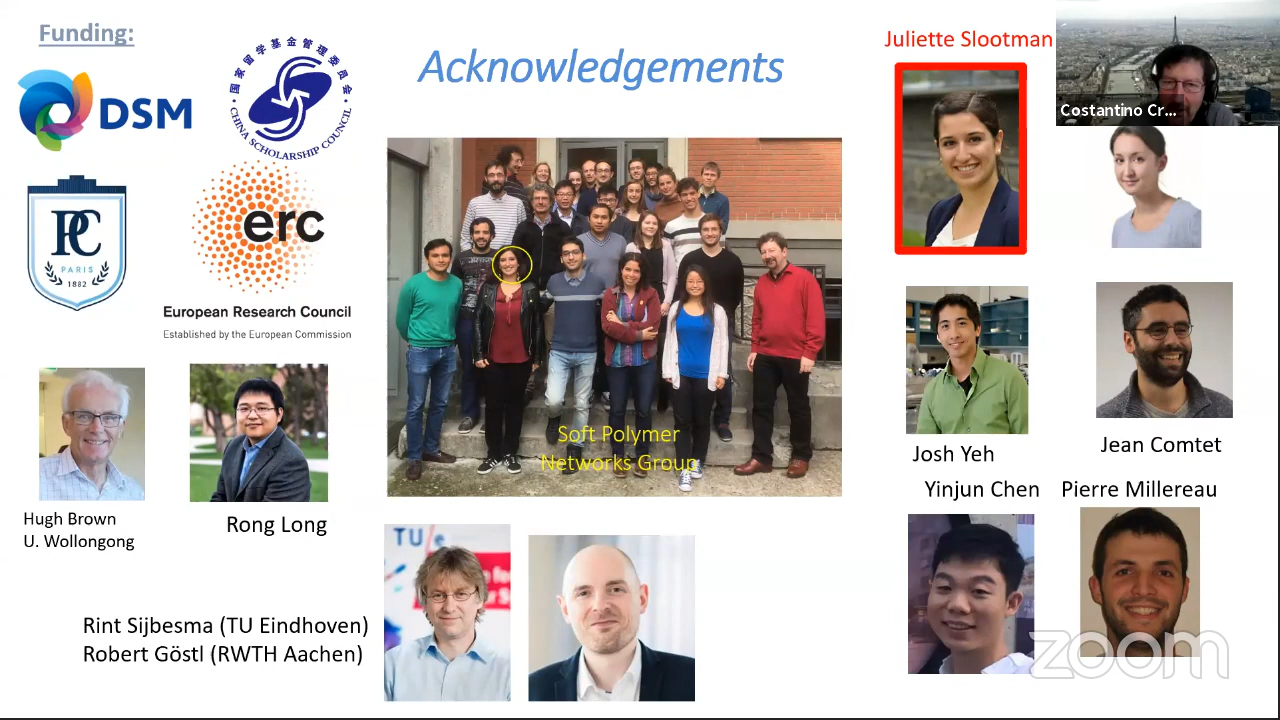 Funding:
DSM
国家留学基金管理委员会
CHINA SCHOLARSHIP COUNCIL
PC
PARIS
1882
erc
European Research Council
Established by the European Commission
Acknowledgements
Juliette Slootman
Costantino Cr...
Soft Polymer
Networks Group
Hugh Brown
U. Wollongong
Rong Long
Josh Yeh
Jean Comtet
Yinjun Chen
Pierre Millereau
TU/e
Rint Sijbesma (TU Eindhoven)
Robert Göstl (RWTH Aachen)
zoom